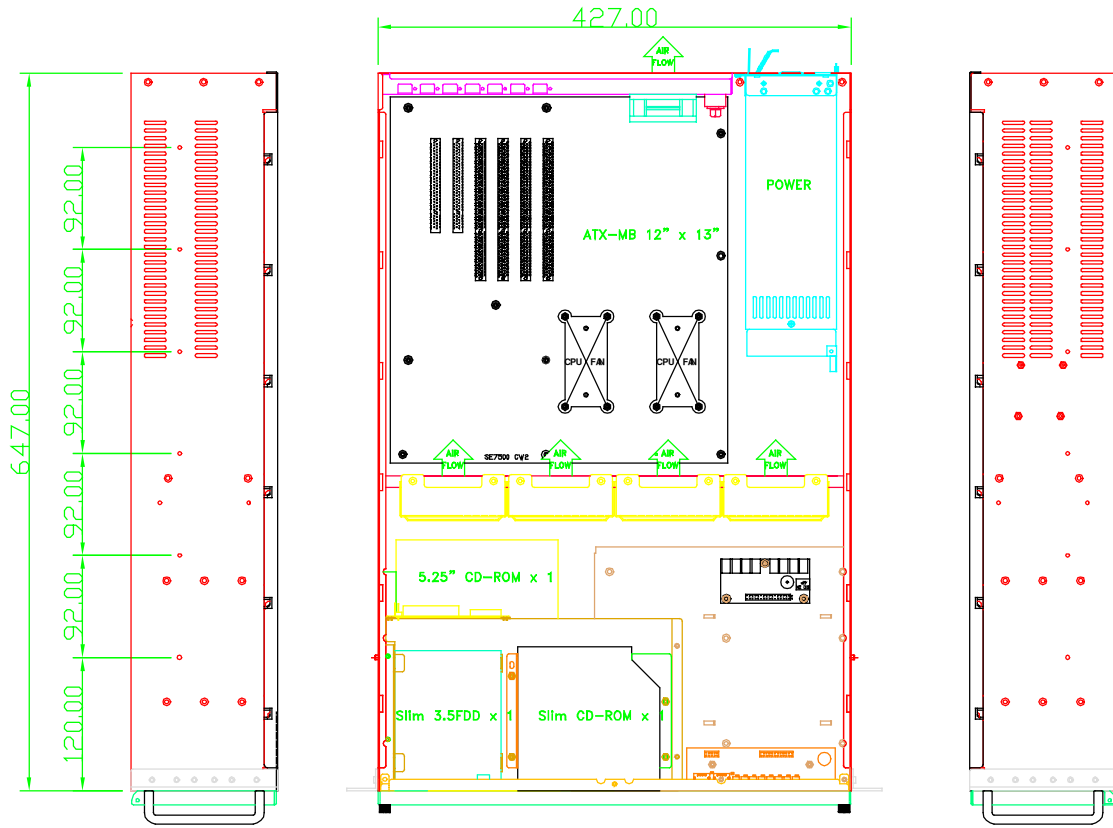 427.00
AIR
FLOW
POWER
92.00
ATX-MB 12" x 13"
92.00
92.00
CPU FAN
CPU FAN
647.00
92.00
SE7500 CW2
AIR
FLOW
AIR
FLOW
AIR
FLOW
AIR
FLOW
92.00
5.25" CD-ROM x 1
120.00
Slim 3.5FDD x 1
Slim CD-ROM x 1